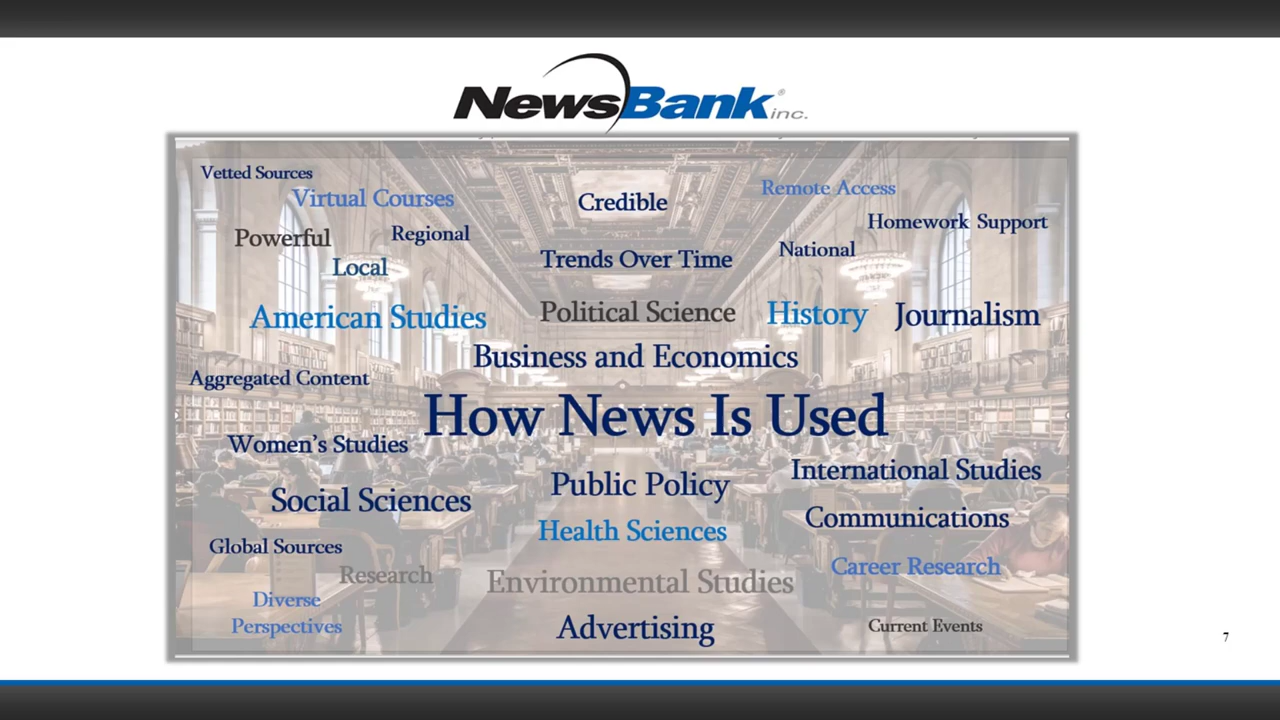 NewsBank® inc.
Vetted Sources
Virtual Courses
Credible
Remote Access
Homework Support
Powerful
Regional
National
Trends Over Time
Local
American Studies
Political Science
History
Journalism
Business and Economics
Aggregated Content
How News Is Used
Women's Studies
International Studies
Public Policy
Social Sciences
Communications
Health Sciences
Global Sources
Career Research
Research
Environmental Studies
Diverse
Perspectives
Advertising
Current Events
7